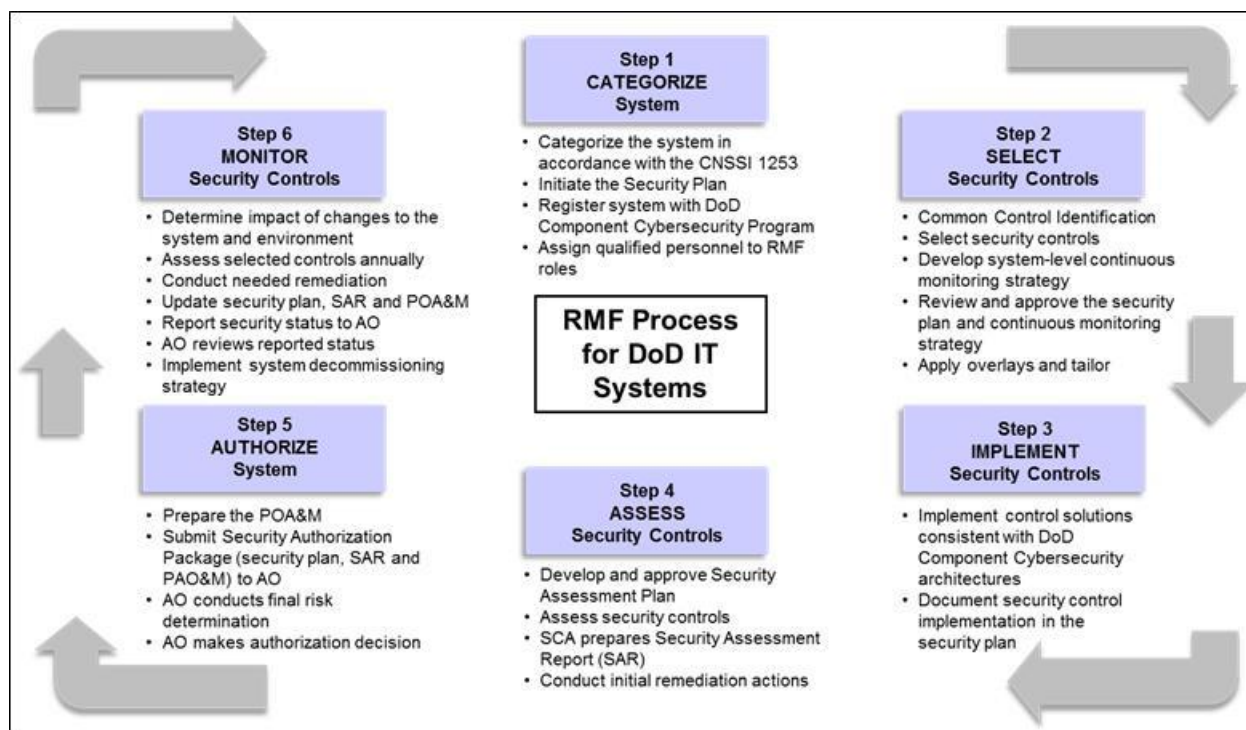 Step 1
CATEGORIZE
System
• Categorize the system in
accordance with the CNSSI 1253
• Initiate the Security Plan
• Register system with DoD
Component Cybersecurity Program
• Assign qualified personnel to RMF
roles
Step 2
SELECT
Security Controls
• Common Control Identification
• Select security controls
• Develop system-level continuous
monitoring strategy
• Review and approve the security
plan and continuous monitoring
strategy
• Apply overlays and tailor
Step 3
IMPLEMENT
Security Controls
• Implement control solutions
consistent with DoD
Component Cybersecurity
architectures
• Document security control
implementation in the
security plan
Step 4
ASSESS
Security Controls
• Develop and approve Security
Assessment Plan
• Assess security controls
• SCA prepares Security Assessment
Report (SAR)
• Conduct initial remediation actions
Step 5
AUTHORIZE
System
• Prepare the POA&M
• Submit Security Authorization
Package (security plan, SAR and
PAO&M) to AO
• AO conducts final risk
determination
• AO makes authorization decision
Step 6
MONITOR
Security Controls
• Determine impact of changes to the
system and environment
• Assess selected controls annually
• Conduct needed remediation
• Update security plan, SAR and POA&M
• Report security status to AO
• AO reviews reported status
• Implement system decommissioning
strategy
RMF Process
for DoD IT
Systems